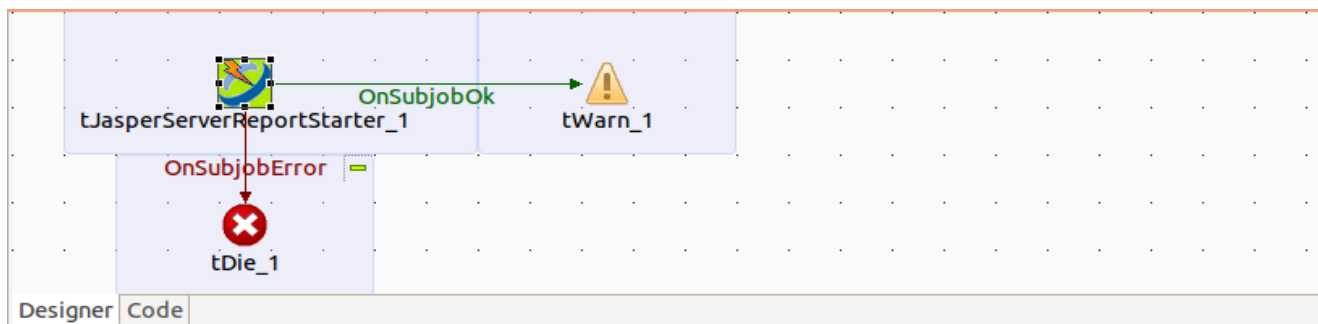 OnSubjobOk
tJasperServerReportStarter_1
tWarn_1
OnSubjobError
tDie_1
Designer
Code